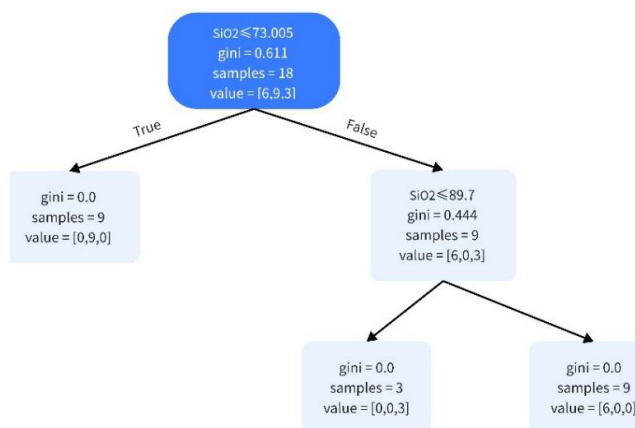 SiO2≤73.005
gini = 0.611
samples = 18
value = [6,9,3]
True
False
gini = 0.0
samples = 9
value = [0,9,0]
SiO2≤89.7
gini = 0.444
samples = 9
value = [6,0,3]
gini = 0.0
samples = 3
value = [0,0,3]
gini = 0.0
samples = 9
value = [6,0,0]